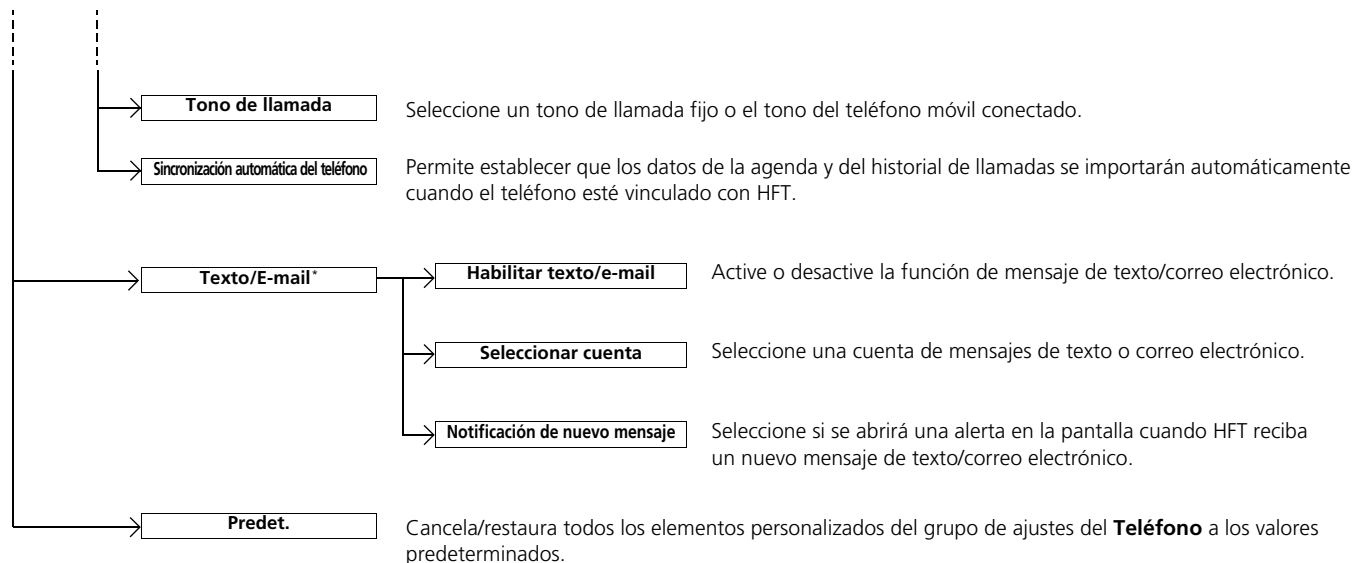 Tono de llamada
Seleccione un tono de llamada fijo o el tono del teléfono móvil conectado.
Sincronización automática del teléfono
Permite establecer que los datos de la agenda y del historial de llamadas se importarán automáticamente
cuando el teléfono esté vinculado con HFT.
Texto/E-mail*
Habilitar texto/e-mail
Active o desactive la función de mensaje de texto/correo electrónico.
Seleccionar cuenta
Seleccione una cuenta de mensajes de texto o correo electrónico.
Notificación de nuevo mensaje
Seleccione si se abrirá una alerta en la pantalla cuando HFT reciba
un nuevo mensaje de texto/correo electrónico.
Predet.
Cancela/restaura todos los elementos personalizados del grupo de ajustes del Teléfono a los valores
predeterminados.